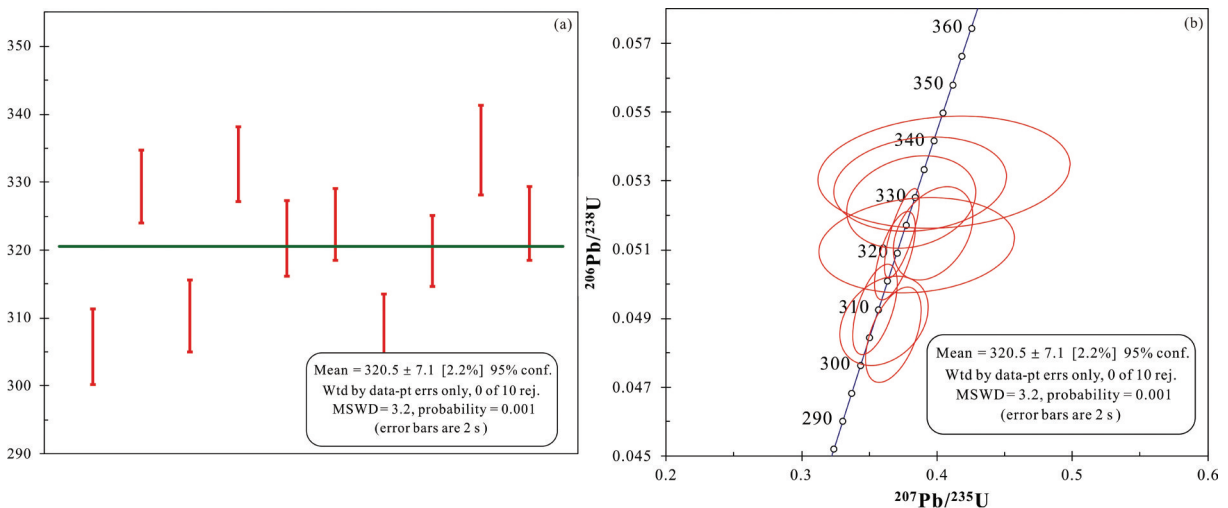 (a)
350
340
330
320
310
300
290
Mean = 320.5 ± 7.1 [2.2%] 95% conf.
Wtd by data-pt errs only, 0 of 10 rej.
MSWD = 3.2, probability = 0.001
(error bars are 2 s )
(b)
206Pb/238U
0.057
0.055
0.053
0.051
0.049
0.047
0.045
360
350
340
330
320
310
300
290
Mean = 320.5 ± 7.1 [2.2%] 95% conf.
Wtd by data-pt errs only, 0 of 10 rej.
MSWD = 3.2, probability = 0.001
(error bars are 2 s )
0.2
0.3
0.4
0.5
0.6
207Pb/235U